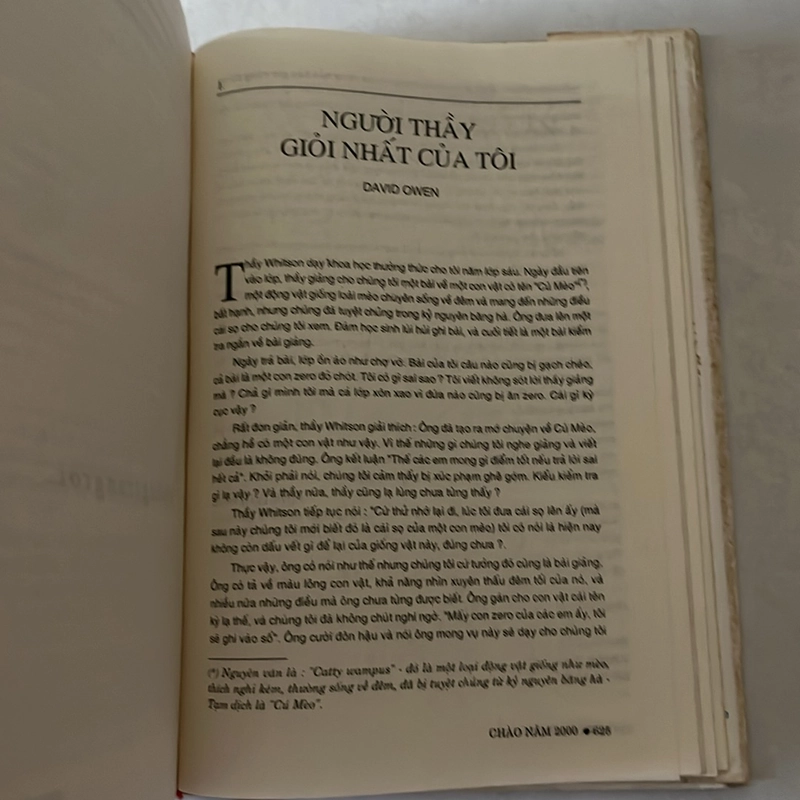 NGƯỜI THẦY
GIỎI NHẤT CỦA TÔI
DAVID OWEN
Thầy Whitson dạy khoa học thường thức cho tôi năm lớp sáu. Ngày đầu tiên
vào lớp, thầy giảng cho chúng tôi một bài về một con vật có tên "Cú Mèo"(*),
một động vật giống loài mèo chuyên sống về đêm và mang đến những điều
bất hạnh, nhưng chúng đã tuyệt chủng trong kỷ nguyên băng hà. Ông đưa lên một
cái sọ cho chúng tôi xem. Đám học sinh lúi húi ghi bài, và cuối tiết là một bài kiểm
za ngắn về bài giảng.
Ngày trả bài, lớp ồn ào như chợ vỡ. Bài của tôi câu nào cũng bị gạch chéo,
cả bài là một con zero đỏ chót. Tôi có gì sai sao ? Tôi viết không sót lời thầy giảng
mà ? Chả gì mình tôi mà cả lớp xôn xao vì đứa nào cũng bị ăn zero. Cái gì kỳ
cục vậy ?
Rất đơn giản, thầy Whitson giải thích : Ông đã tạo ra mớ chuyện về Cú Mèo,
chẳng hề có một con vật như vậy. Vì thế những gì chúng tôi nghe giảng và viết
lại đều là không đúng. Ông kết luận "Thế các em mong gì điểm tốt nếu trả lời sai
hết cả". Khỏi phải nói, chúng tôi cảm thấy bị xúc phạm ghê gớm. Kiểu kiểm tra
gì lạ vậy ? Và thầy nữa, thầy cũng lạ lùng chưa từng thấy ?
Thầy Whitson tiếp tục nói : "Cứ thử nhớ lại đi, lúc tôi đưa cái sọ lên ấy (mà
sau này chúng tôi mới biết đó là cái sọ của một con mèo) tôi có nói là hiện nay
không còn dấu vết gì để lại của giống vật này, đúng chưa ?.
Thực vậy, ông có nói như thế nhưng chúng tôi cứ tưởng đó cũng là bài giảng.
Ông có tả về màu lông con vật, khả năng nhìn xuyên thấu đêm tối của nó, và
nhiều nữa những điều mà ông chưa từng được biết. Ông gán cho con vật cái tên
kỳ lạ thế, và chúng tôi đã không chút nghi ngờ. "Mấy con zero của các em ấy, tôi
sẽ ghi vào sổ". Ông cười đôn hậu và nói ông mong vụ này sẽ dạy cho chúng tôi
(*) Nguyên văn là : "Catty wampus" - đó là một loại động vật giống như mèo,
thích nghi kém, thường sống về đêm, đã bị tuyệt chủng từ kỷ nguyên băng hà -
Tạm dịch là "Cú Mèo".
CHÀO NĂM 2000 ● 625